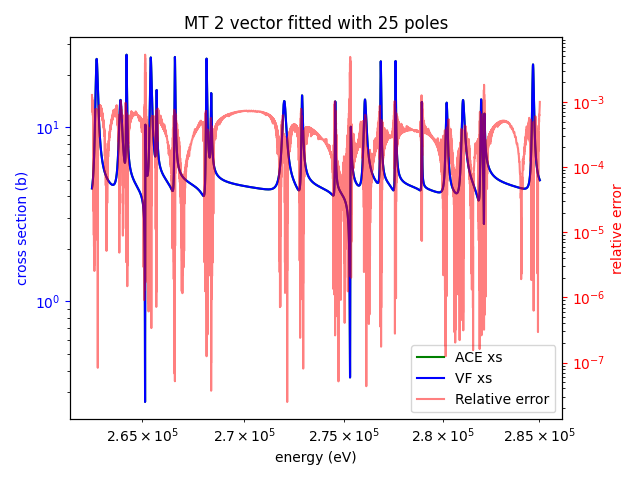 MT 2 vector fitted with 25 poles
cross section (b)
10¹
10⁰
10⁻³
10⁻⁴
10⁻⁵
10⁻⁶
10⁻⁷
relative error
ACE xs
VF xs
Relative error
2.65 × 10⁵ 2.7 × 10⁵ 2.75 × 10⁵ 2.8 × 10⁵ 2.85 × 10⁵
energy (eV)